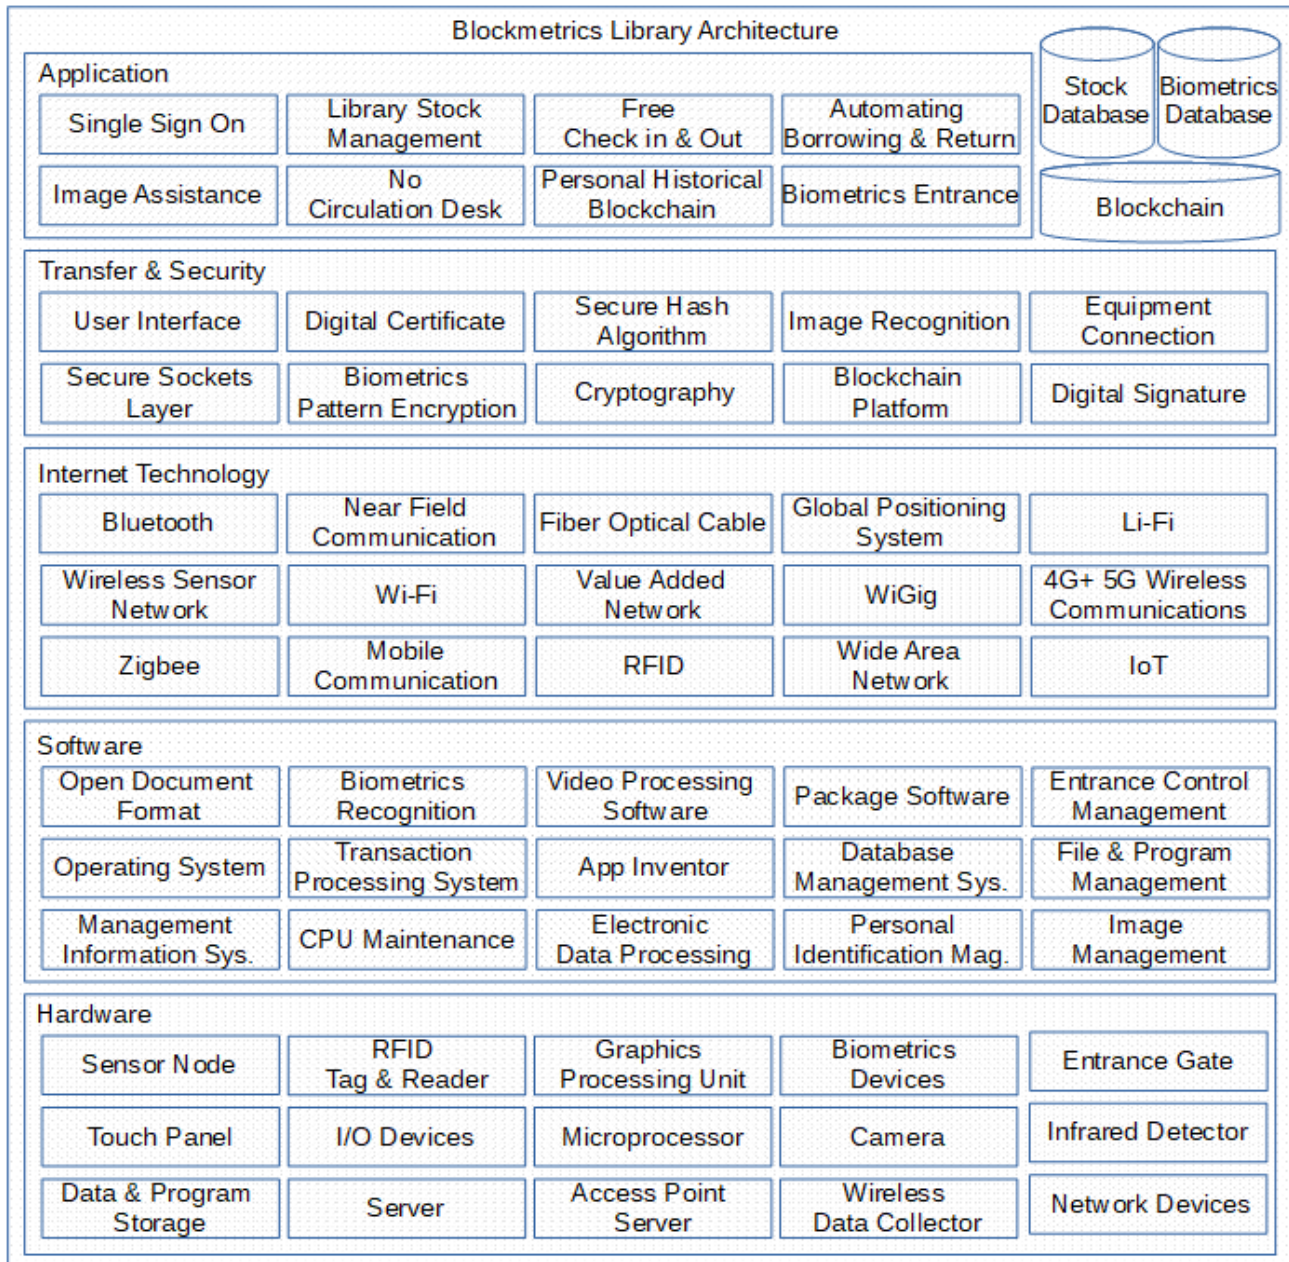 Blockmetrics Library Architecture
Application
Single Sign On
Library Stock
Management
Free
Check in & Out
Automating
Borrowing & Return
Image Assistance
No
Circulation Desk
Personal Historical
Blockchain
Biometrics Entrance
Stock
Database
Biometrics
Database
Blockchain
Transfer & Security
User Interface
Digital Certificate
Secure Hash
Algorithm
Image Recognition
Equipment
Connection
Secure Sockets
Layer
Biometrics
Pattern Encryption
Cryptography
Blockchain
Platform
Digital Signature
Internet Technology
Bluetooth
Near Field
Communication
Fiber Optical Cable
Global Positioning
System
Li-Fi
Wireless Sensor
Network
Wi-Fi
Value Added
Network
WiGig
4G+ 5G Wireless
Communications
Zigbee
Mobile
Communication
RFID
Wide Area
Network
IoT
Software
Open Document
Format
Biometrics
Recognition
Video Processing
Software
Package Software
Entrance Control
Management
Operating System
Transaction
Processing System
App Inventor
Database
Management Sys.
File & Program
Management
Management
Information Sys.
CPU Maintenance
Electronic
Data Processing
Personal
Identification Mag.
Image
Management
Hardware
Sensor Node
RFID
Tag & Reader
Graphics
Processing Unit
Biometrics
Devices
Entrance Gate
Touch Panel
I/O Devices
Microprocessor
Camera
Infrared Detector
Data & Program
Storage
Server
Access Point
Server
Wireless
Data Collector
Network Devices